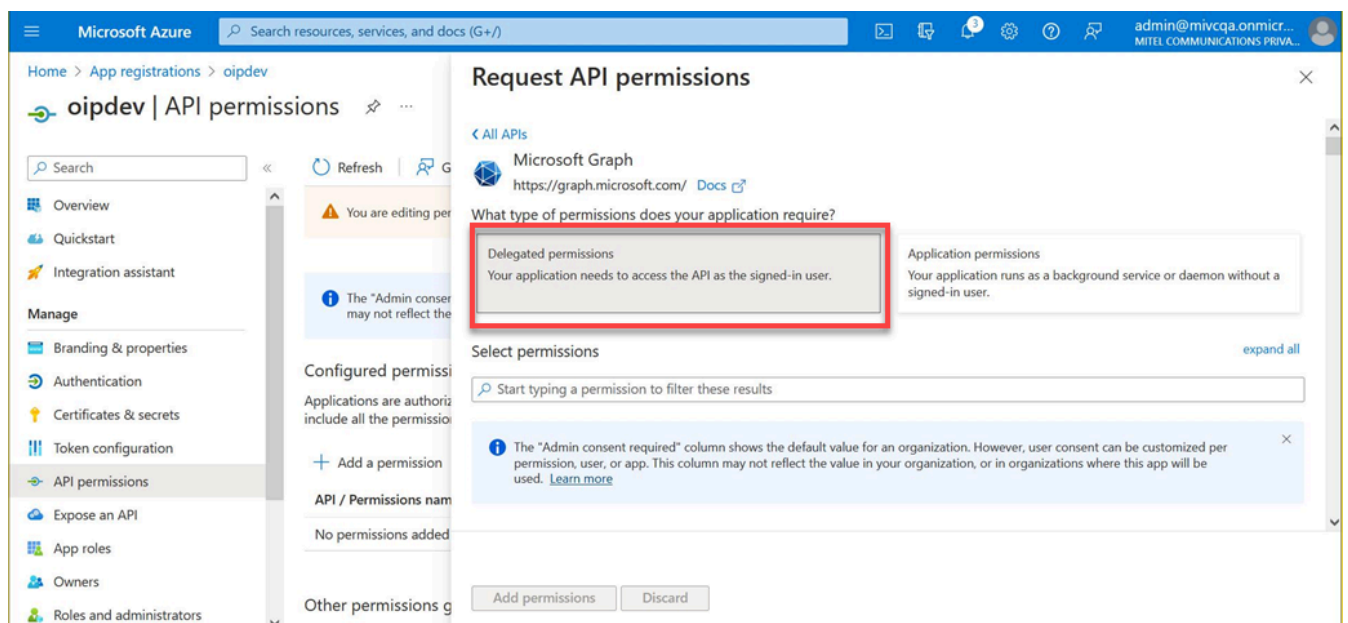 Microsoft Azure
Search resources, services, and docs (G+/)
3
admin@mivcqa.onmicr...
MITEL COMMUNICATIONS PRIVA...
Home > App registrations > oipdev
oipdev | API permissions
...
Search
«
Overview
Quickstart
Integration assistant
Manage
Branding & properties
Authentication
Certificates & secrets
Token configuration
API permissions
Expose an API
App roles
Owners
Roles and administrators
Refresh
G
You are editing per
The "Admin conser
may not reflect the
Configured permissi
Applications are authoriz
include all the permission
+ Add a permission
API / Permissions nam
No permissions added
Other permissions g
Request API permissions
All APIs
Microsoft Graph
https://graph.microsoft.com/ Docs
What type of permissions does your application require?
Delegated permissions
Your application needs to access the API as the signed-in user.
Application permissions
Your application runs as a background service or daemon without a
signed-in user.
Select permissions
expand all
Start typing a permission to filter these results
The "Admin consent required" column shows the default value for an organization. However, user consent can be customized per
permission, user, or app. This column may not reflect the value in your organization, or in organizations where this app will be
used. Learn more
Add permissions
Discard